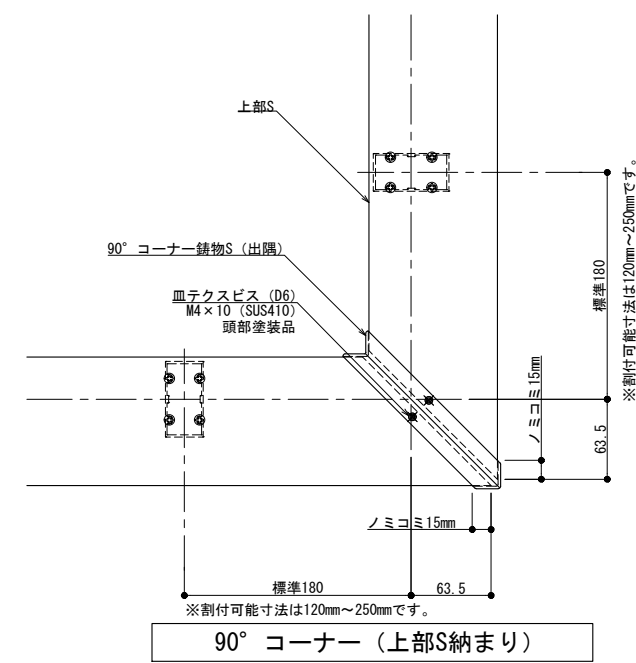 上部S
90° コーナー鋳物S（出隅）
皿テクスビス（D6）
M4×10（SUS410）
頭部塗装品
標準180
※割付可能寸法は120mm～250mmです。
ノミコミ15mm
63.5
ノミコミ15mm
標準180
63.5
※割付可能寸法は120mm～250mmです。
90° コーナー（上部S納まり）